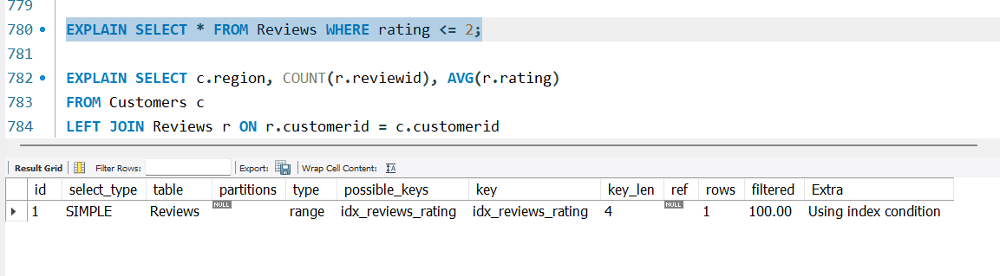 779
780 EXPLAIN SELECT * FROM Reviews WHERE rating <= 2;
781
782 EXPLAIN SELECT c.region, COUNT(r.reviewid), AVG(r.rating)
783 FROM Customers c
784 LEFT JOIN Reviews r ON r.customerid = c.customerid
Result Grid Filter Rows: Export: Wrap Cell Content: IA
id select_type table partitions type possible_keys key key_len ref rows filtered Extra
1 SIMPLE Reviews NULL range idx_reviews_rating idx_reviews_rating 4 NULL 1 100.00 Using index condition